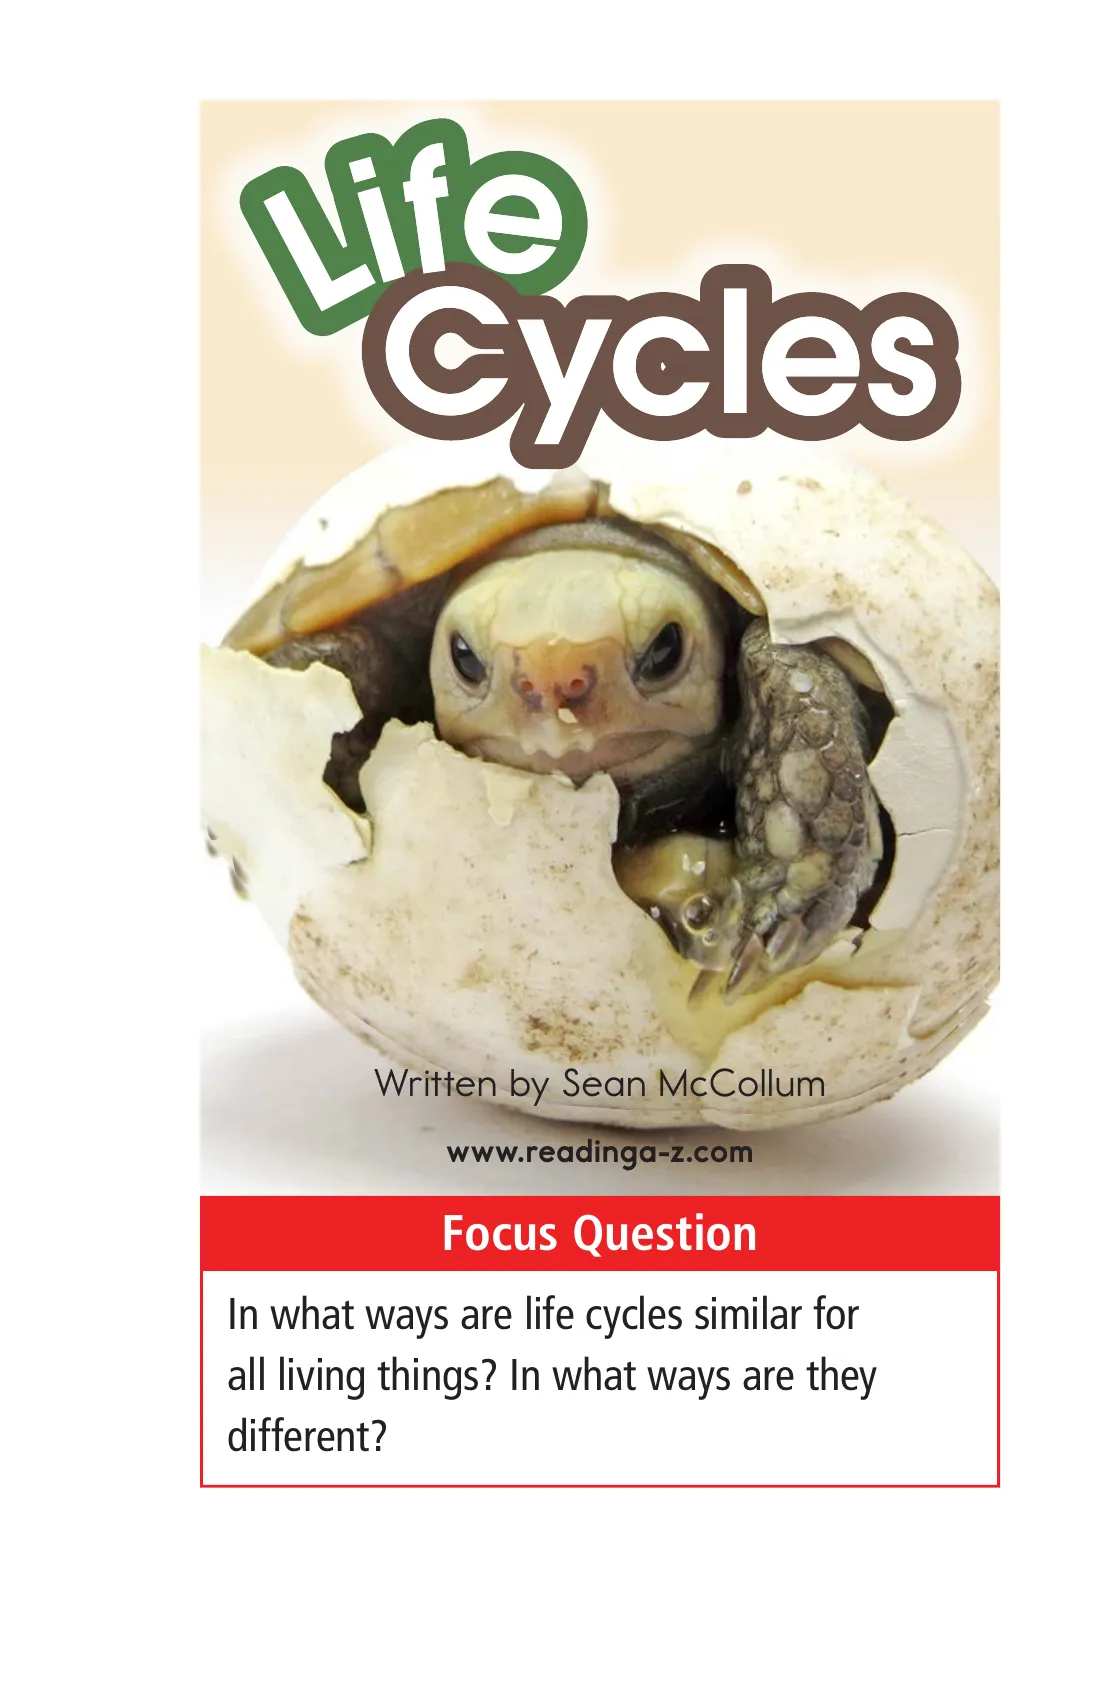 Life
Cycles
Written by Sean McCollum
www.readinga-z.com
Focus Question
In what ways are life cycles similar for
all living things? In what ways are they
different?